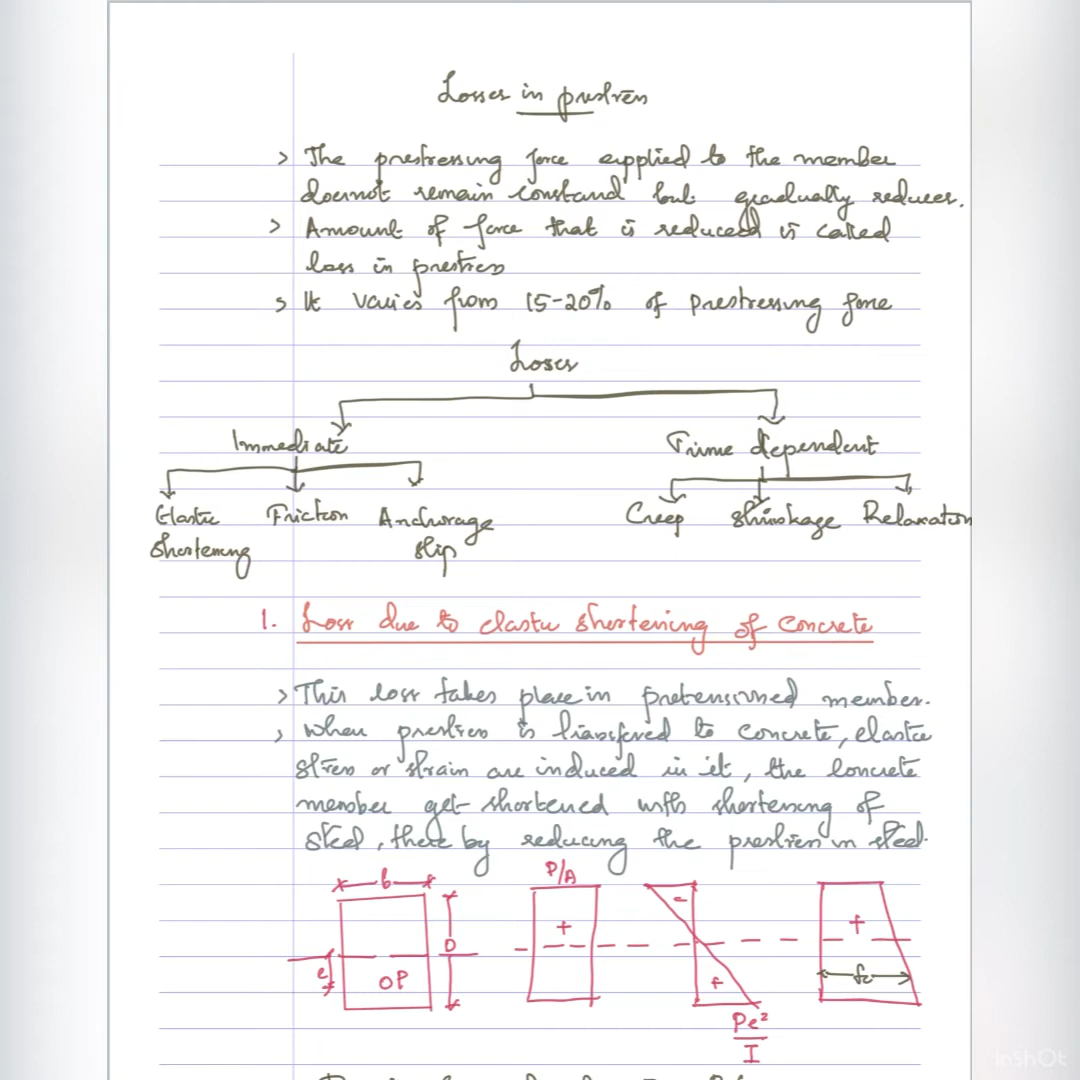 Losses in prestress
> The prestressing force applied to the member
doesnot remain constand but gradually reduces.
> Amount of force that is reduced is called
loss in prestress
> It varies from 15-20% of prestressing force
Loses
Immediate Time dependent
Elastic shortening Friction Anchorage slip Creep Shrinkage Relaxation
1. Loss due to elastic shortening of concrete
> This loss takes place in pretensioned member.
> When prestress is transfered to concrete, elastic
stress or strain are induced in it, the concrete
member get shortened with shortening of
steel, there by reducing the prestress in steel.
b P/A
+ - +
D
e OP + fc
Pe²/I
InShOt